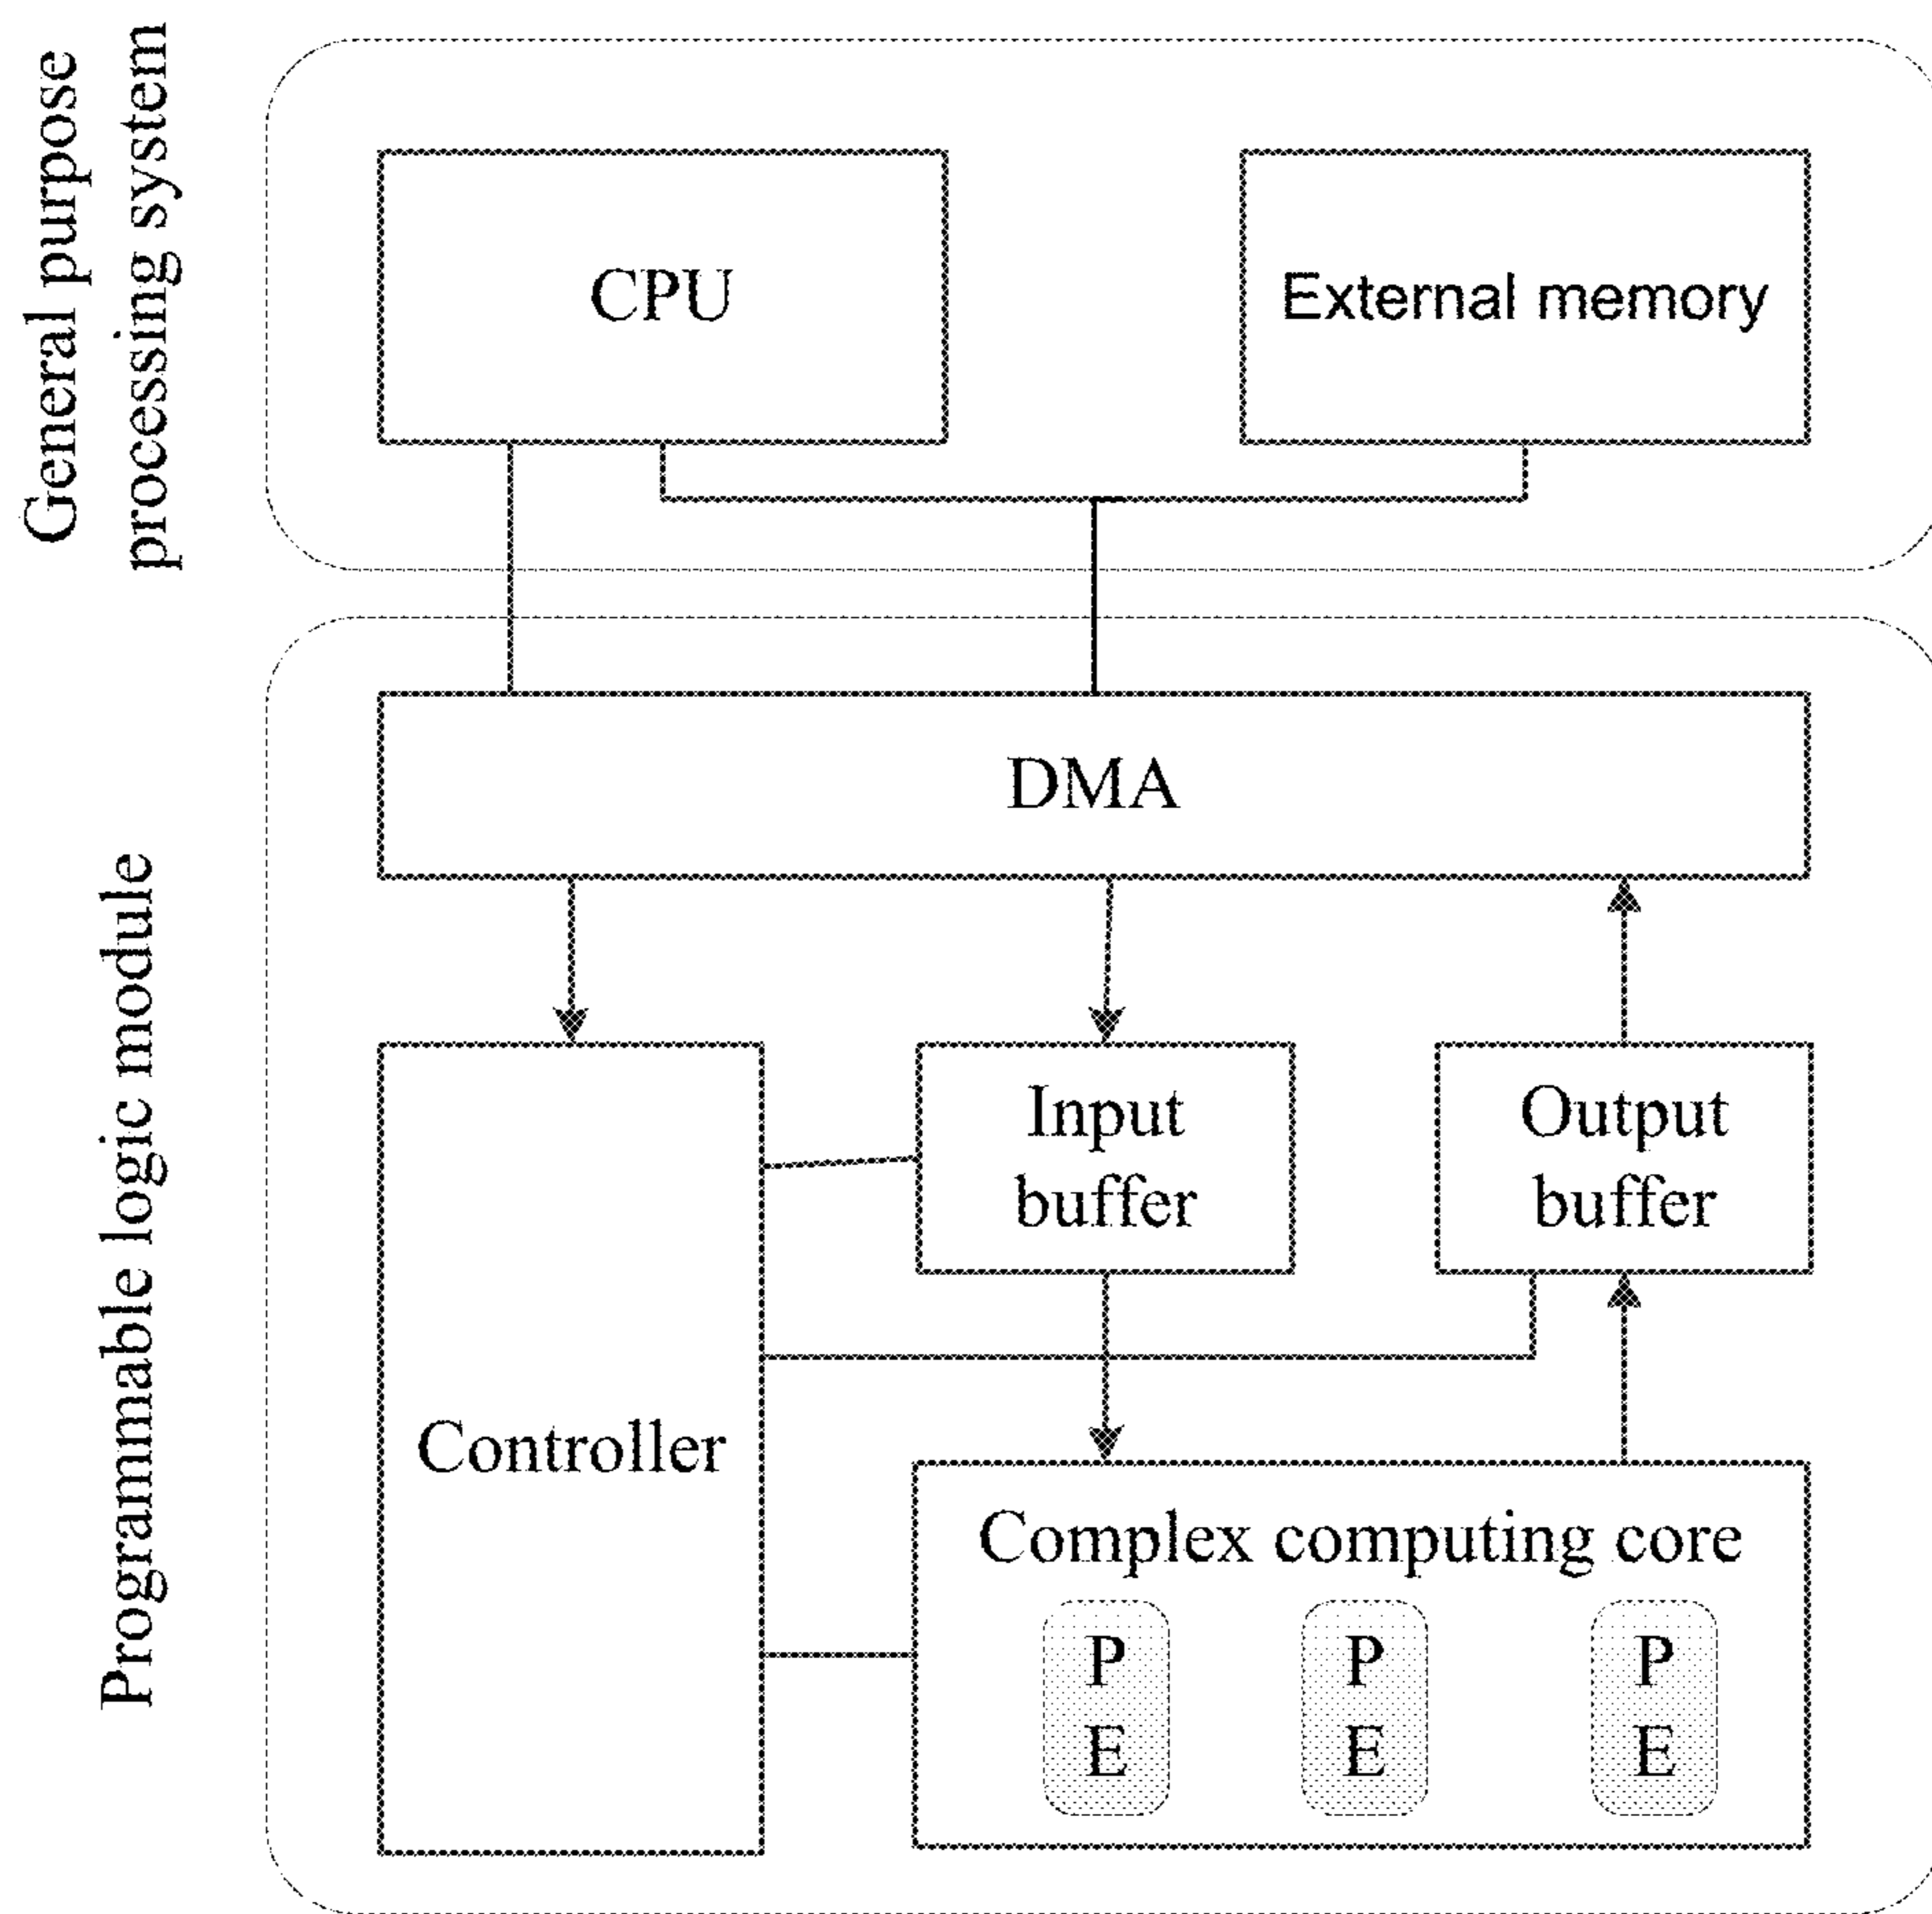 General purpose
processing system
CPU
External memory
Programmable logic module
DMA
Input
buffer
Output
buffer
Controller
Complex computing core
P
E
P
E
P
E